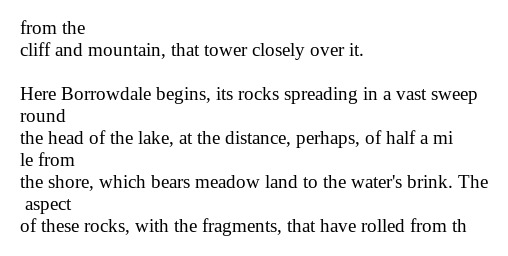 from the
cliff and mountain, that tower closely over it.

Here Borrowdale begins, its rocks spreading in a vast sweep
round
the head of the lake, at the distance, perhaps, of half a mi
le from
the shore, which bears meadow land to the water's brink. The
 aspect
of these rocks, with the fragments, that have rolled from th